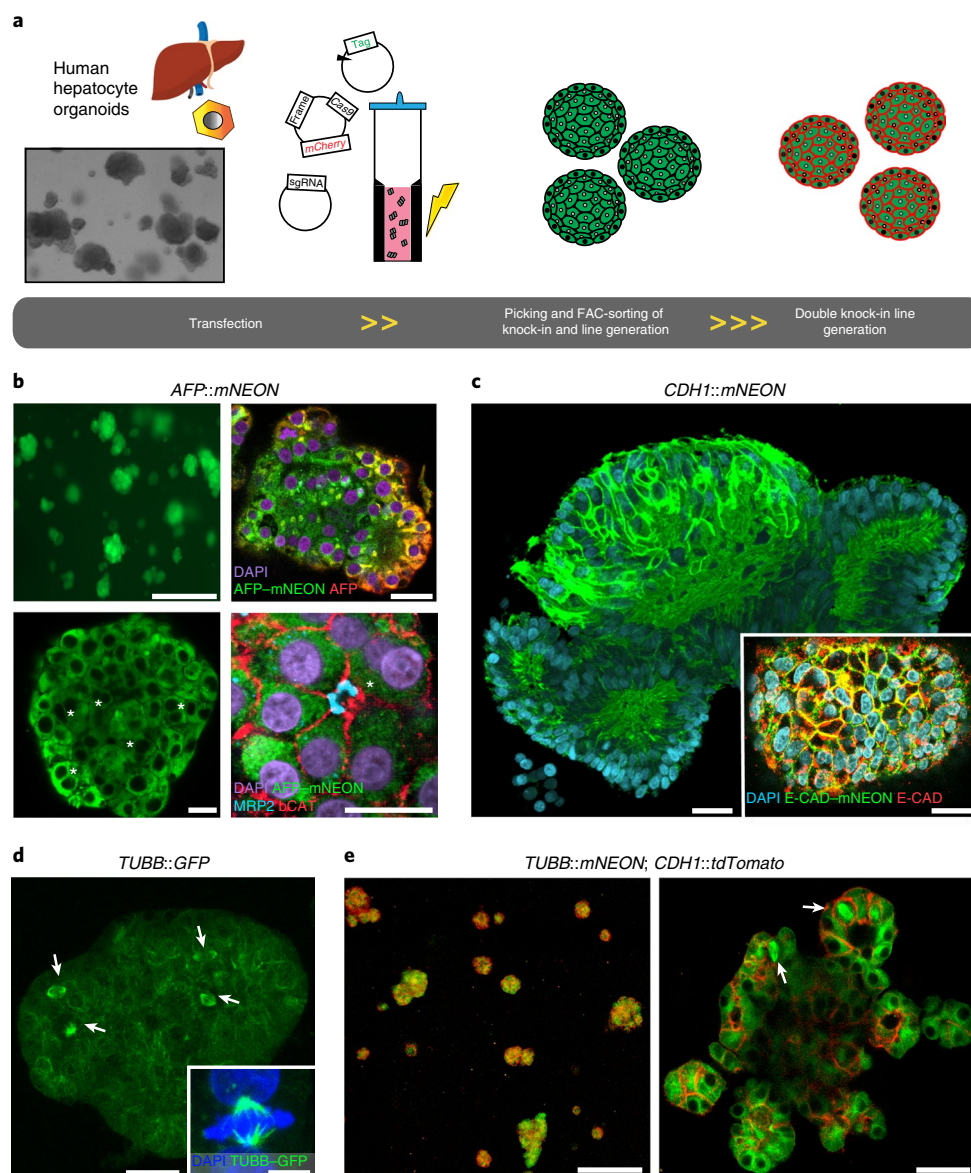 a
Human
hepatocyte
organoids
Tag
Frame
Cas9
mCherry
sgRNA
Transfection
>>
Picking and FAC-sorting of
knock-in and line generation
>>>
Double knock-in line
generation
b
AFP::mNEON
DAPI
AFP–mNEON AFP
*
*
*
*
*
*
DAPI AFP–mNEON
MRP2 bCAT
c
CDH1::mNEON
DAPI E-CAD–mNEON E-CAD
d
TUBB::GFP
DAPI TUBB–GFP
e
TUBB::mNEON; CDH1::tdTomato